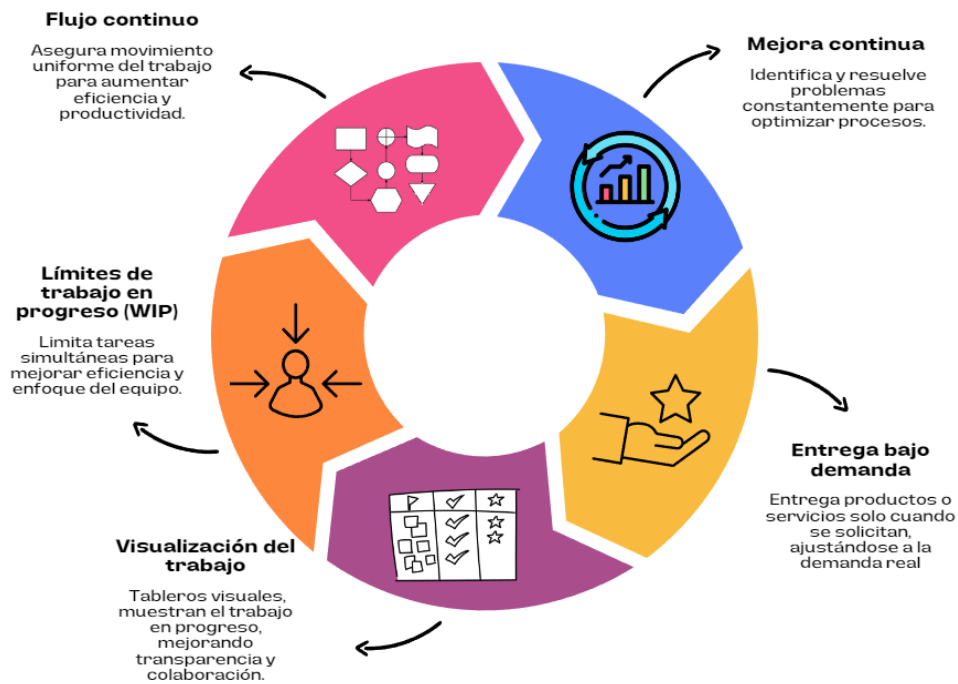 Flujo continuo
Asegura movimiento
uniforme del trabajo
para aumentar
eficiencia y
productividad.
Mejora continua
Identifica y resuelve
problemas
constantemente para
optimizar procesos.
Límites de
trabajo en
progreso (WIP)
Limita tareas
simultáneas para
mejorar eficiencia y
enfoque del equipo.
Entrega bajo
demanda
Entrega productos o
servicios solo cuando
se solicitan,
ajustándose a la
demanda real
Visualización del
trabajo
Tableros visuales,
muestran el trabajo
en progreso,
mejorando
transparencia y
colaboración.